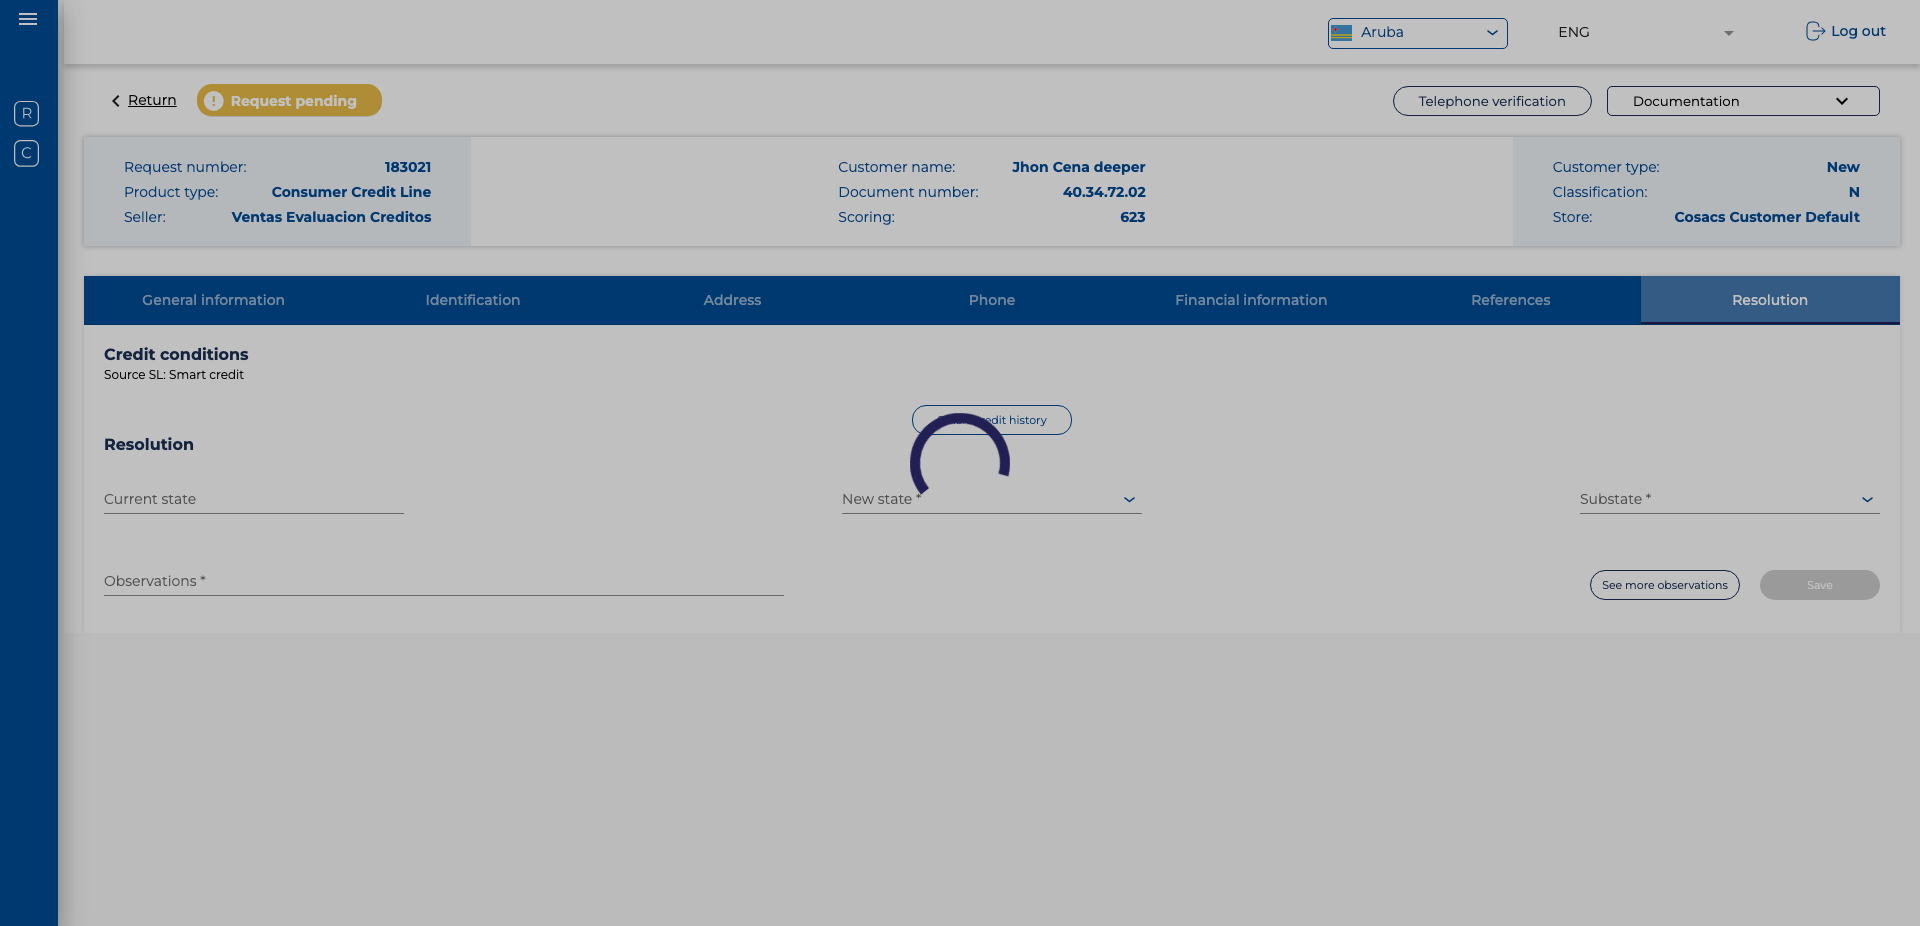 Aruba
ENG
Log out
R
C
Return
Request pending
Telephone verification
Documentation
Request number: 183021
Product type: Consumer Credit Line
Seller: Ventas Evaluacion Creditos
Customer name: Jhon Cena deeper
Document number: 40.34.72.02
Scoring: 623
Customer type: New
Classification: N
Store: Cosacs Customer Default
General information
Identification
Address
Phone
Financial information
References
Resolution
Credit conditions
Source SL: Smart credit
history
Resolution
Current state
New state *
Substate *
Observations *
See more observations
Save